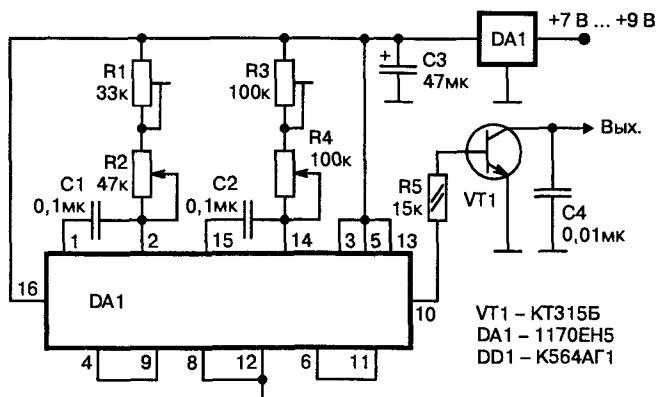 +7 В ... +9 В
DA1
+
C3
47мк
R1
33к
R3
100к
R2
47к
R4
100к
C1
0,1мк
C2
0,1мк
Вых.
R5
15к
VT1
C4
0,01мк
1
2
15
14
3
5
13
16
DA1
10
4
9
8
12
6
11
VT1 – КТ315Б
DA1 – 1170ЕН5
DD1 – К564АГ1